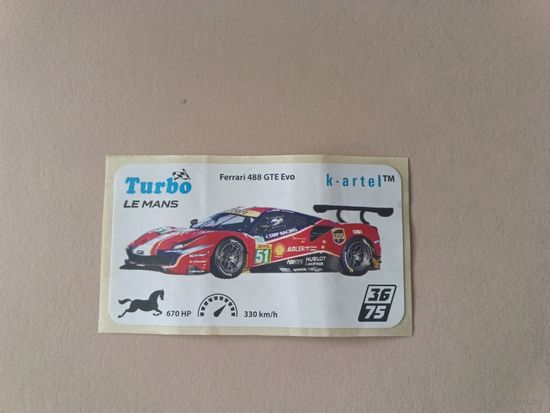 Turbo
LE MANS
Ferrari 488 GTE Evo
k-artel™
SMP RACING
51
ADLER
UPS
HUBLOT
670 HP
330 km/h
36
75